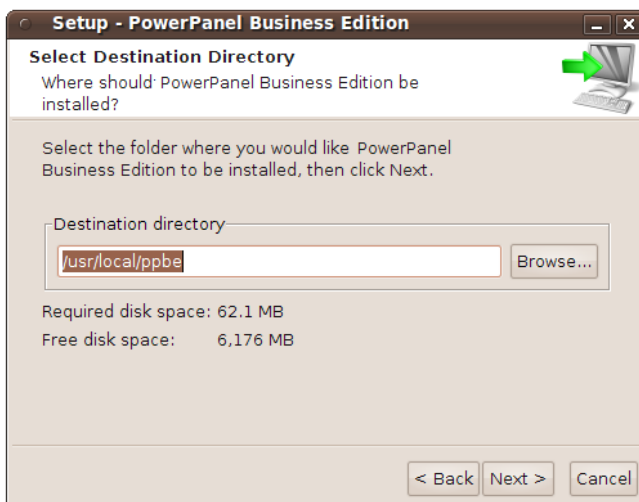 Setup - PowerPanel Business Edition
Select Destination Directory
Where should PowerPanel Business Edition be
installed?
Select the folder where you would like PowerPanel
Business Edition to be installed, then click Next.
Destination directory
/usr/local/ppbe
Browse...
Required disk space: 62.1 MB
Free disk space: 6,176 MB
< Back
Next >
Cancel